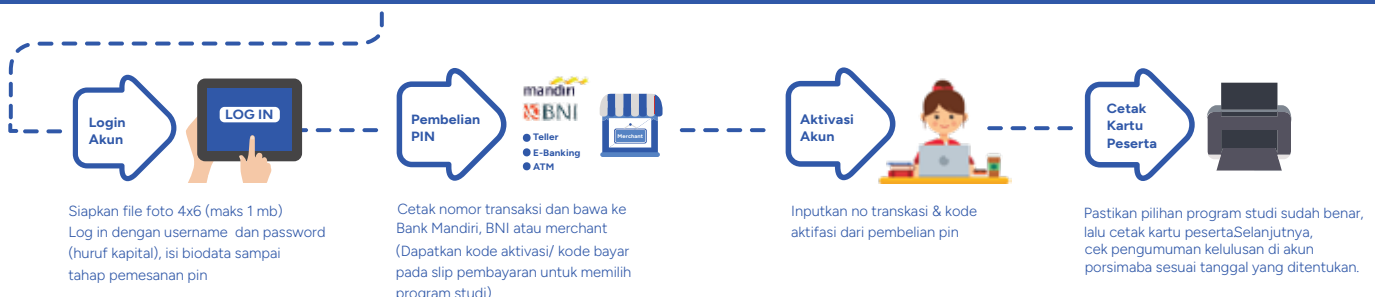 Login
Akun
LOG IN
Siapkan file foto 4x6 (maks 1 mb)
Log in dengan username dan password
(huruf kapital), isi biodata sampai
tahap pemesanan pin
Pembelian
PIN
mandiri
BNI
Teller
E-Banking
ATM
Merchant
Cetak nomor transaksi dan bawa ke
Bank Mandiri, BNI atau merchant
(Dapatkan kode aktivasi/ kode bayar
pada slip pembayaran untuk memilih
program studi)
Aktivasi
Akun
Inputkan no transkasi & kode
aktifasi dari pembelian pin
Cetak
Kartu
Peserta
Pastikan pilihan program studi sudah benar,
lalu cetak kartu peserta.Selanjutnya,
cek pengumuman kelulusan di akun
porsimaba sesuai tanggal yang ditentukan.